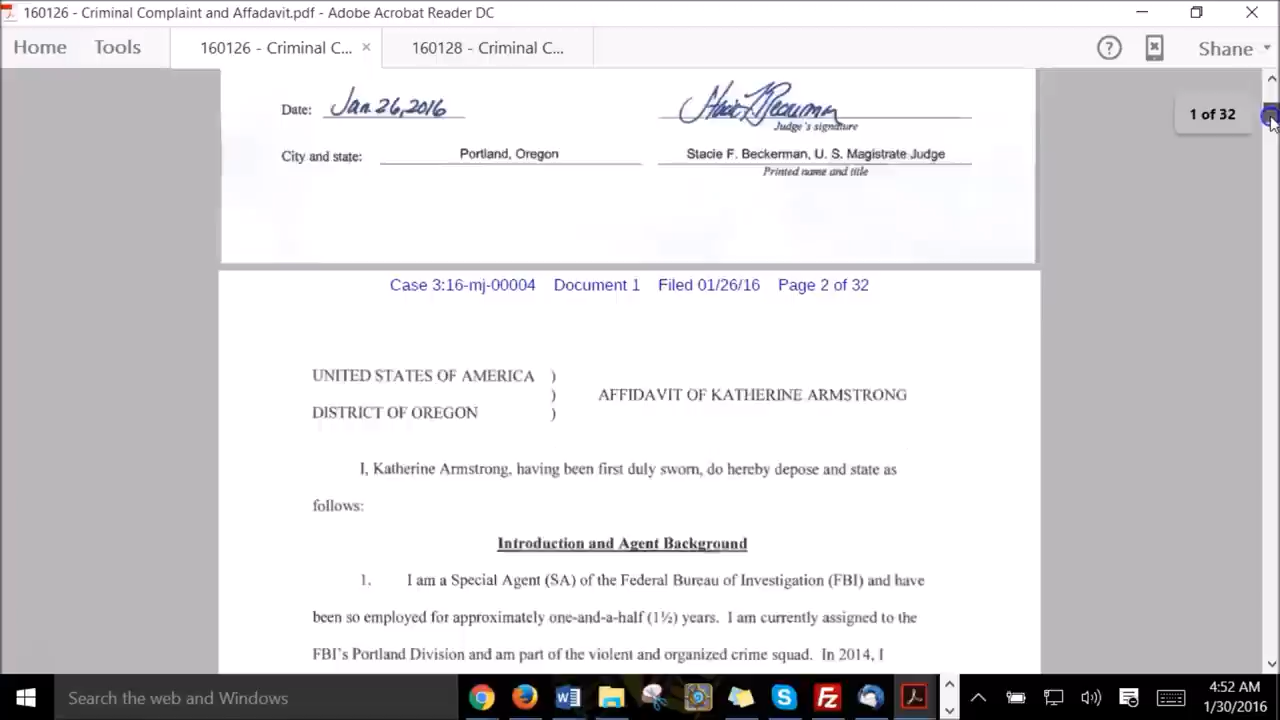 160126 - Criminal Complaint and Affadavit.pdf - Adobe Acrobat Reader DC
Home Tools 160126 - Criminal C... × 160128 - Criminal C... ? Shane
1 of 32
Date: Jan. 26, 2016
Judge's signature
City and state: Portland, Oregon Stacie F. Beckerman, U. S. Magistrate Judge
Printed name and title
Case 3:16-mj-00004 Document 1 Filed 01/26/16 Page 2 of 32
UNITED STATES OF AMERICA )
) AFFIDAVIT OF KATHERINE ARMSTRONG
DISTRICT OF OREGON )
I, Katherine Armstrong, having been first duly sworn, do hereby depose and state as
follows:
Introduction and Agent Background
1. I am a Special Agent (SA) of the Federal Bureau of Investigation (FBI) and have
been so employed for approximately one-and-a-half (1½) years. I am currently assigned to the
FBI's Portland Division and am part of the violent and organized crime squad. In 2014, I
Search the web and Windows
4:52 AM
1/30/2016